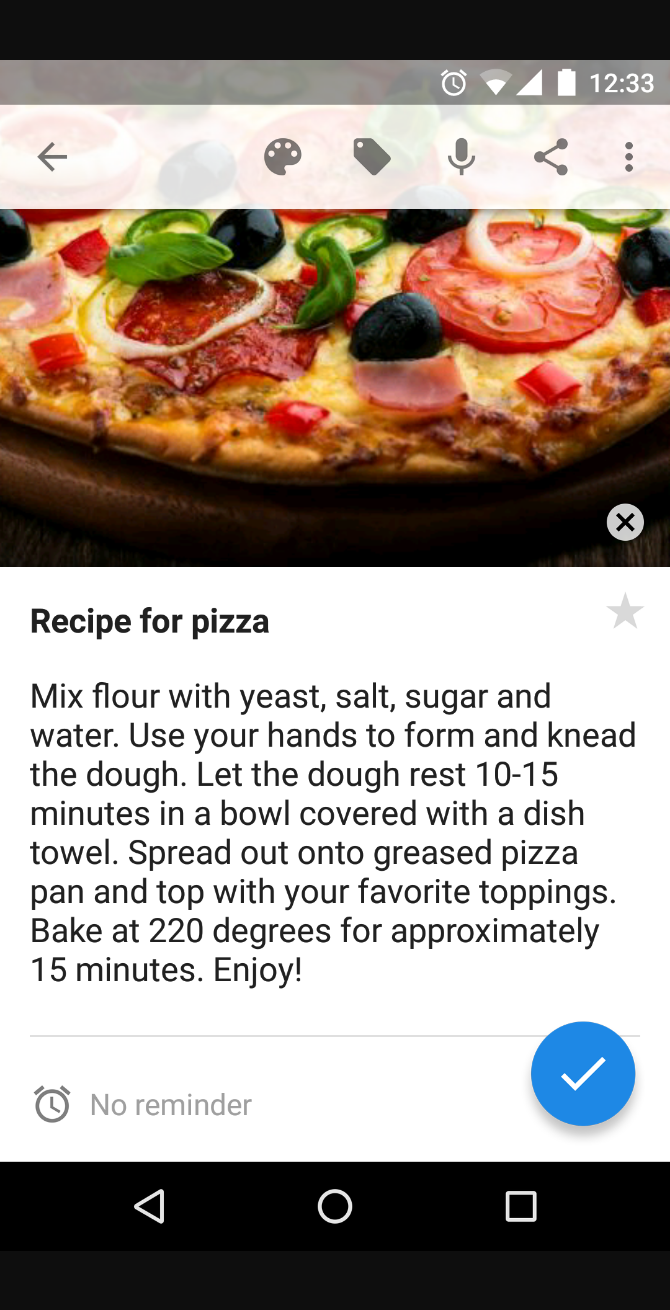 12:33
Recipe for pizza
Mix flour with yeast, salt, sugar and
water. Use your hands to form and knead
the dough. Let the dough rest 10-15
minutes in a bowl covered with a dish
towel. Spread out onto greased pizza
pan and top with your favorite toppings.
Bake at 220 degrees for approximately
15 minutes. Enjoy!
No reminder